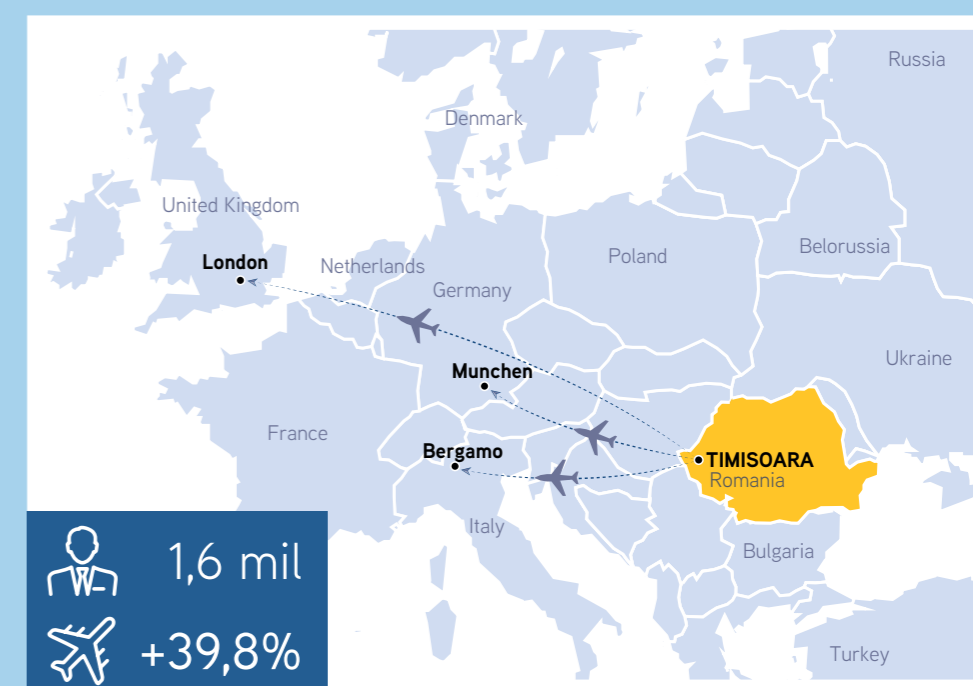 Russia
Denmark
United Kingdom
London
Netherlands
Germany
Poland
Belorussia
Ukraine
Munchen
France
Bergamo
TIMISOARA
Romania
Italy
Bulgaria
Turkey
1,6 mil
+39,8%